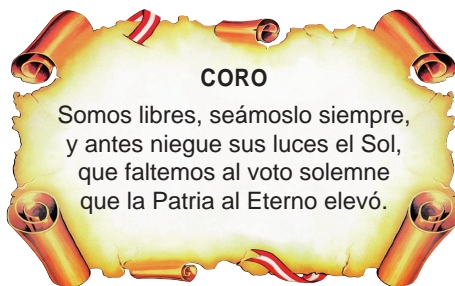 CORO
Somos libres, seámoslo siempre,
y antes niegue sus luces el Sol,
que faltemos al voto solemne
que la Patria al Eterno elevó.